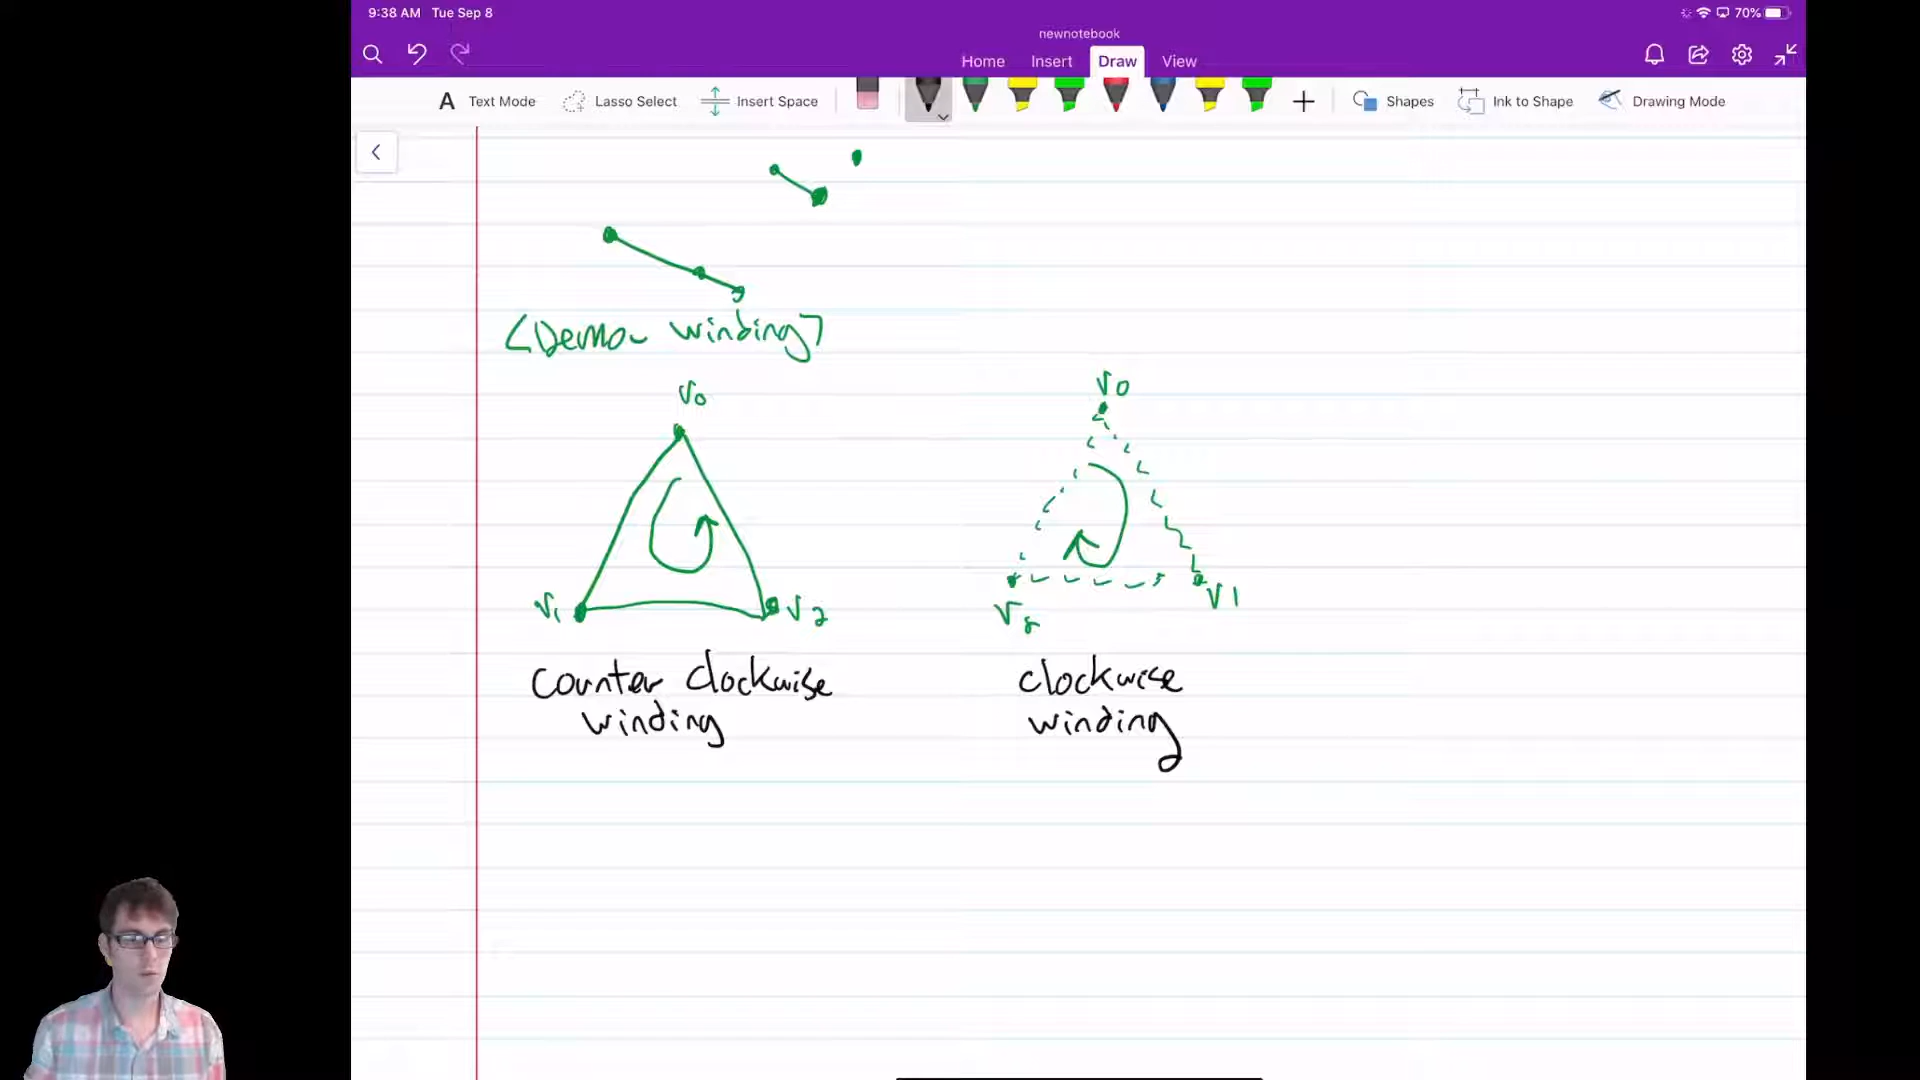 9:38 AM Tue Sep 8
70%
newnotebook
Home Insert Draw View
A Text Mode Lasso Select Insert Space Shapes Ink to Shape Drawing Mode
<Demo - winding>
V0 V0
V1 V2 V2 V1
counter clockwise
winding
clockwise
winding